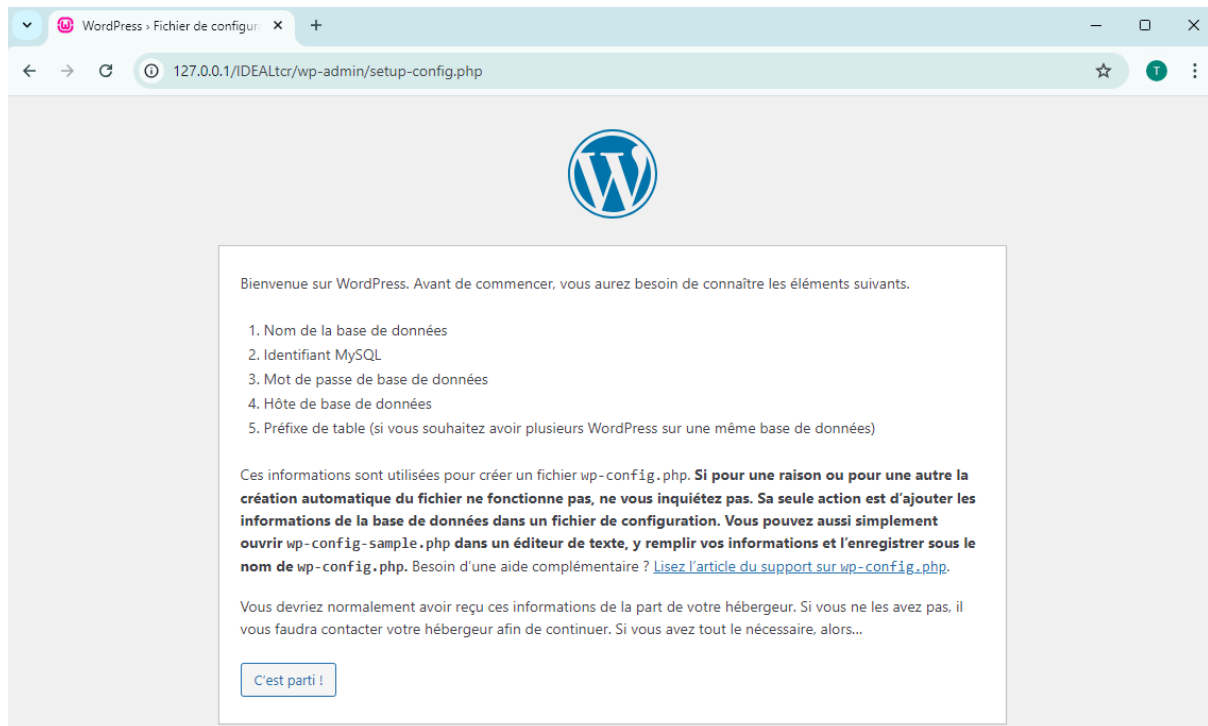 WordPress › Fichier de configur
127.0.0.1/IDEALtcr/wp-admin/setup-config.php
T
Bienvenue sur WordPress. Avant de commencer, vous aurez besoin de connaître les éléments suivants.
1. Nom de la base de données
2. Identifiant MySQL
3. Mot de passe de base de données
4. Hôte de base de données
5. Préfixe de table (si vous souhaitez avoir plusieurs WordPress sur une même base de données)
Ces informations sont utilisées pour créer un fichier wp-config.php. Si pour une raison ou pour une autre la
création automatique du fichier ne fonctionne pas, ne vous inquiétez pas. Sa seule action est d’ajouter les
informations de la base de données dans un fichier de configuration. Vous pouvez aussi simplement
ouvrir wp-config-sample.php dans un éditeur de texte, y remplir vos informations et l’enregistrer sous le
nom de wp-config.php. Besoin d’une aide complémentaire ? Lisez l’article du support sur wp-config.php.
Vous devriez normalement avoir reçu ces informations de la part de votre hébergeur. Si vous ne les avez pas, il
vous faudra contacter votre hébergeur afin de continuer. Si vous avez tout le nécessaire, alors…
C’est parti !